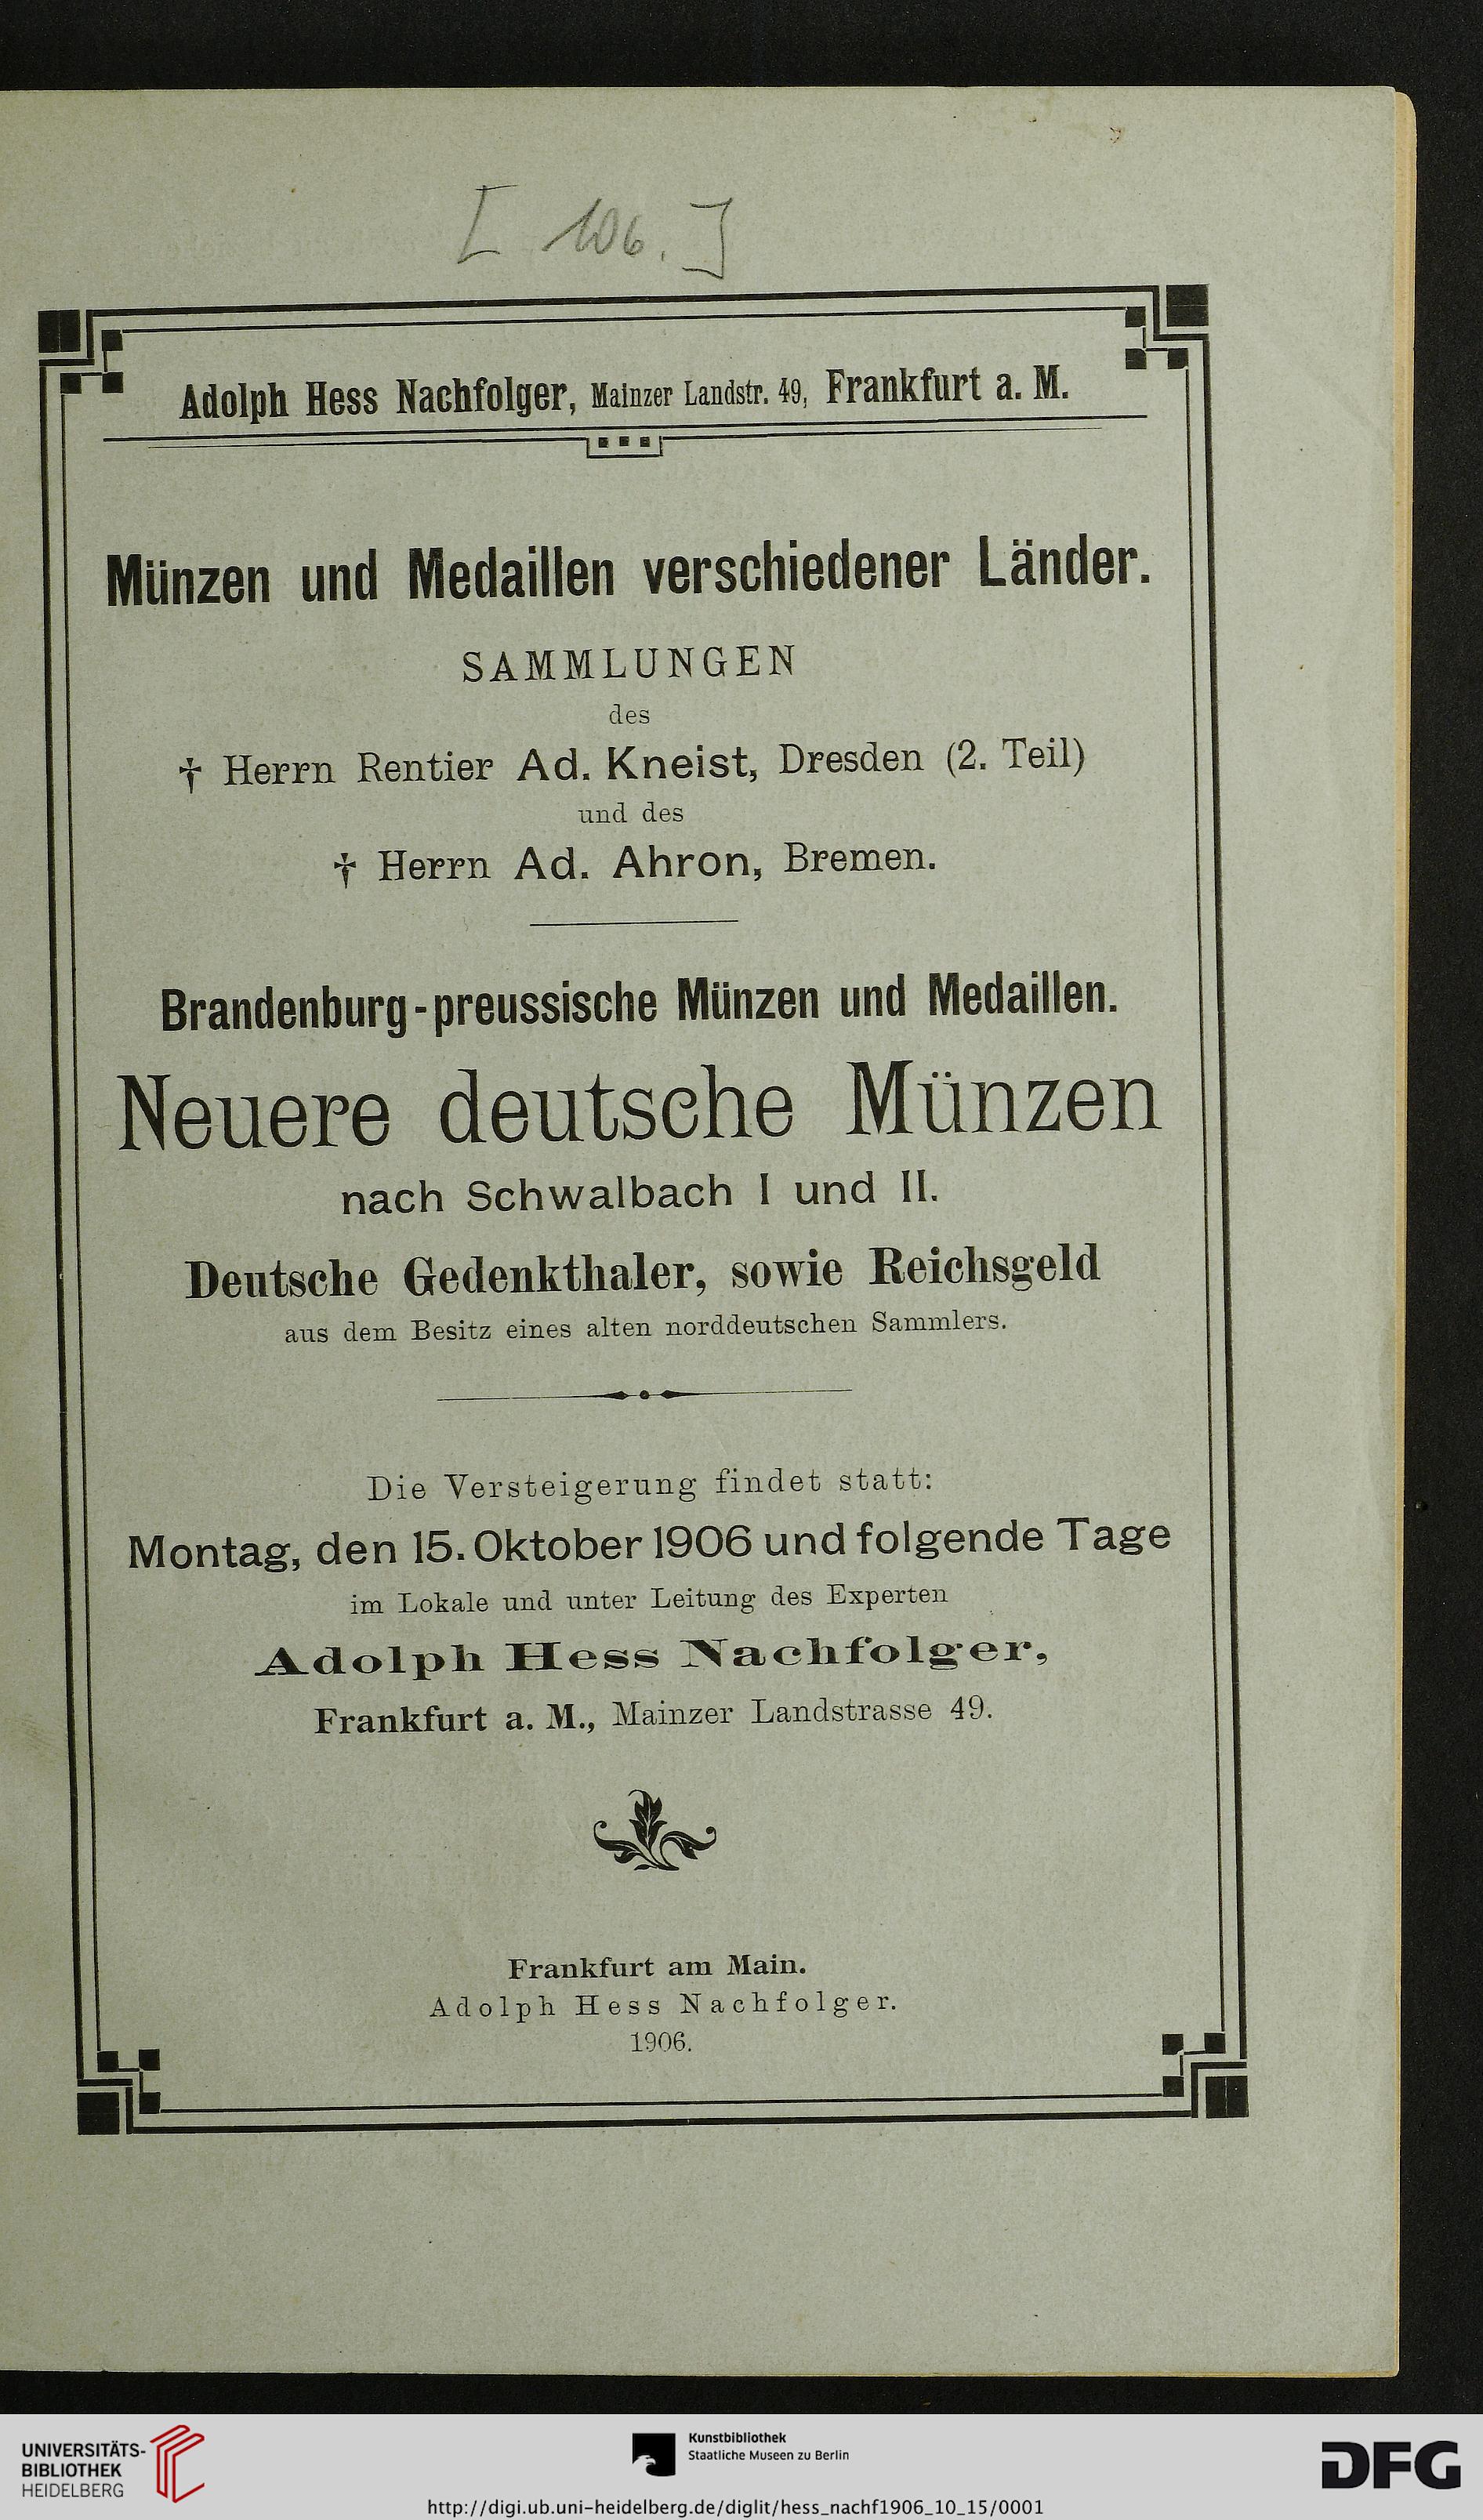 [ 106. ]
Adolph Hess Nachfolger, Mainzer Landstr. 49, Frankfurt a. M.
Münzen und Medaillen verschiedener Länder.
SAMMLUNGEN
des
† Herrn Rentier Ad. Kneist, Dresden (2. Teil)
und des
† Herrn Ad. Ahron, Bremen.
Brandenburg-preussische Münzen und Medaillen.
Neuere deutsche Münzen
nach Schwalbach I und II.
Deutsche Gedenkthaler, sowie Reichsgeld
aus dem Besitz eines alten norddeutschen Sammlers.
Die Versteigerung findet statt:
Montag, den 15. Oktober 1906 und folgende Tage
im Lokale und unter Leitung des Experten
Adolph Hess Nachfolger,
Frankfurt a. M., Mainzer Landstrasse 49.
Frankfurt am Main.
Adolph Hess Nachfolger.
1906.
UNIVERSITÄTS-
BIBLIOTHEK
HEIDELBERG
Kunstbibliothek
Staatliche Museen zu Berlin
DFG
http://digi.ub.uni-heidelberg.de/diglit/hess_nachf1906_10_15/0001